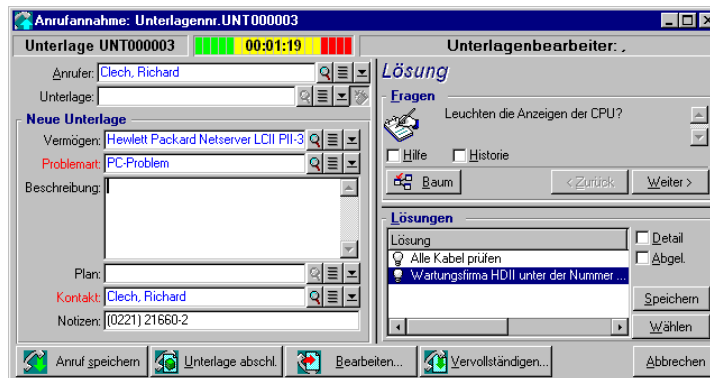 Anrufannahme: Unterlagennr.UNT000003
Unterlage UNT000003
00:01:19
Unterlagenbearbeiter: ,
Anrufer: Clech, Richard
Unterlage:
Neue Unterlage
Vermögen: Hewlett Packard Netserver LCII PII-3
Problemart: PC-Problem
Beschreibung:
Plan:
Kontakt: Clech, Richard
Notizen: (0221) 21660-2
Lösung
Fragen
Leuchten die Anzeigen der CPU?
Hilfe Historie
Baum < Zurück Weiter >
Lösungen
Lösung
Alle Kabel prüfen
Wartungsfirma HDII unter der Nummer ...
Detail
Abgel.
Speichern
Wählen
Anruf speichern Unterlage abschl. Bearbeiten... Vervollständigen... Abbrechen